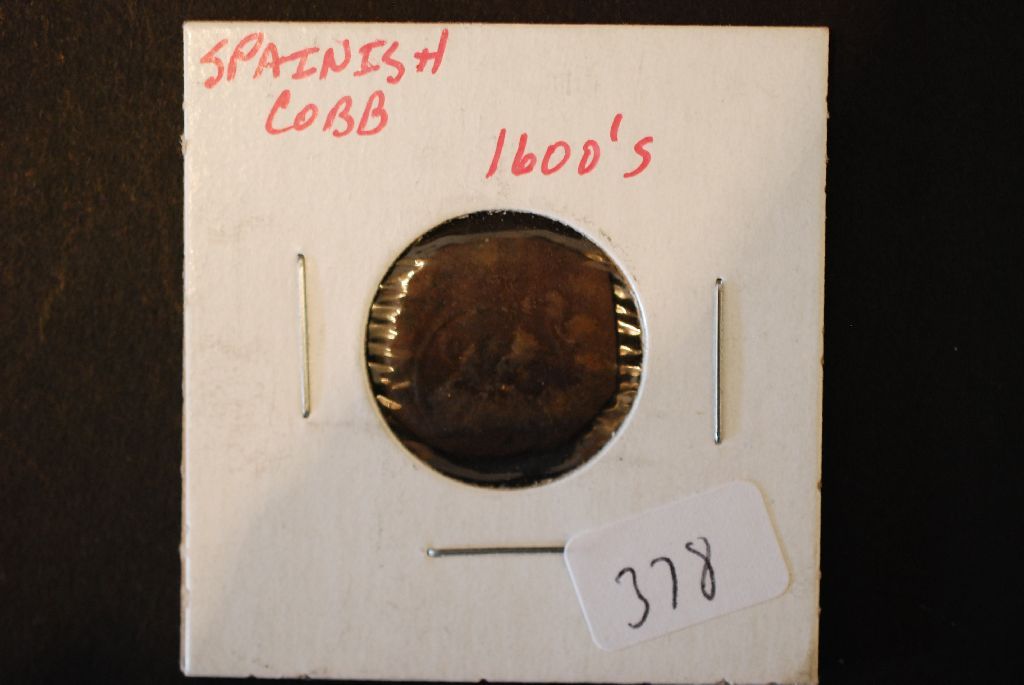 SPAINISH
COBB
1600's
378